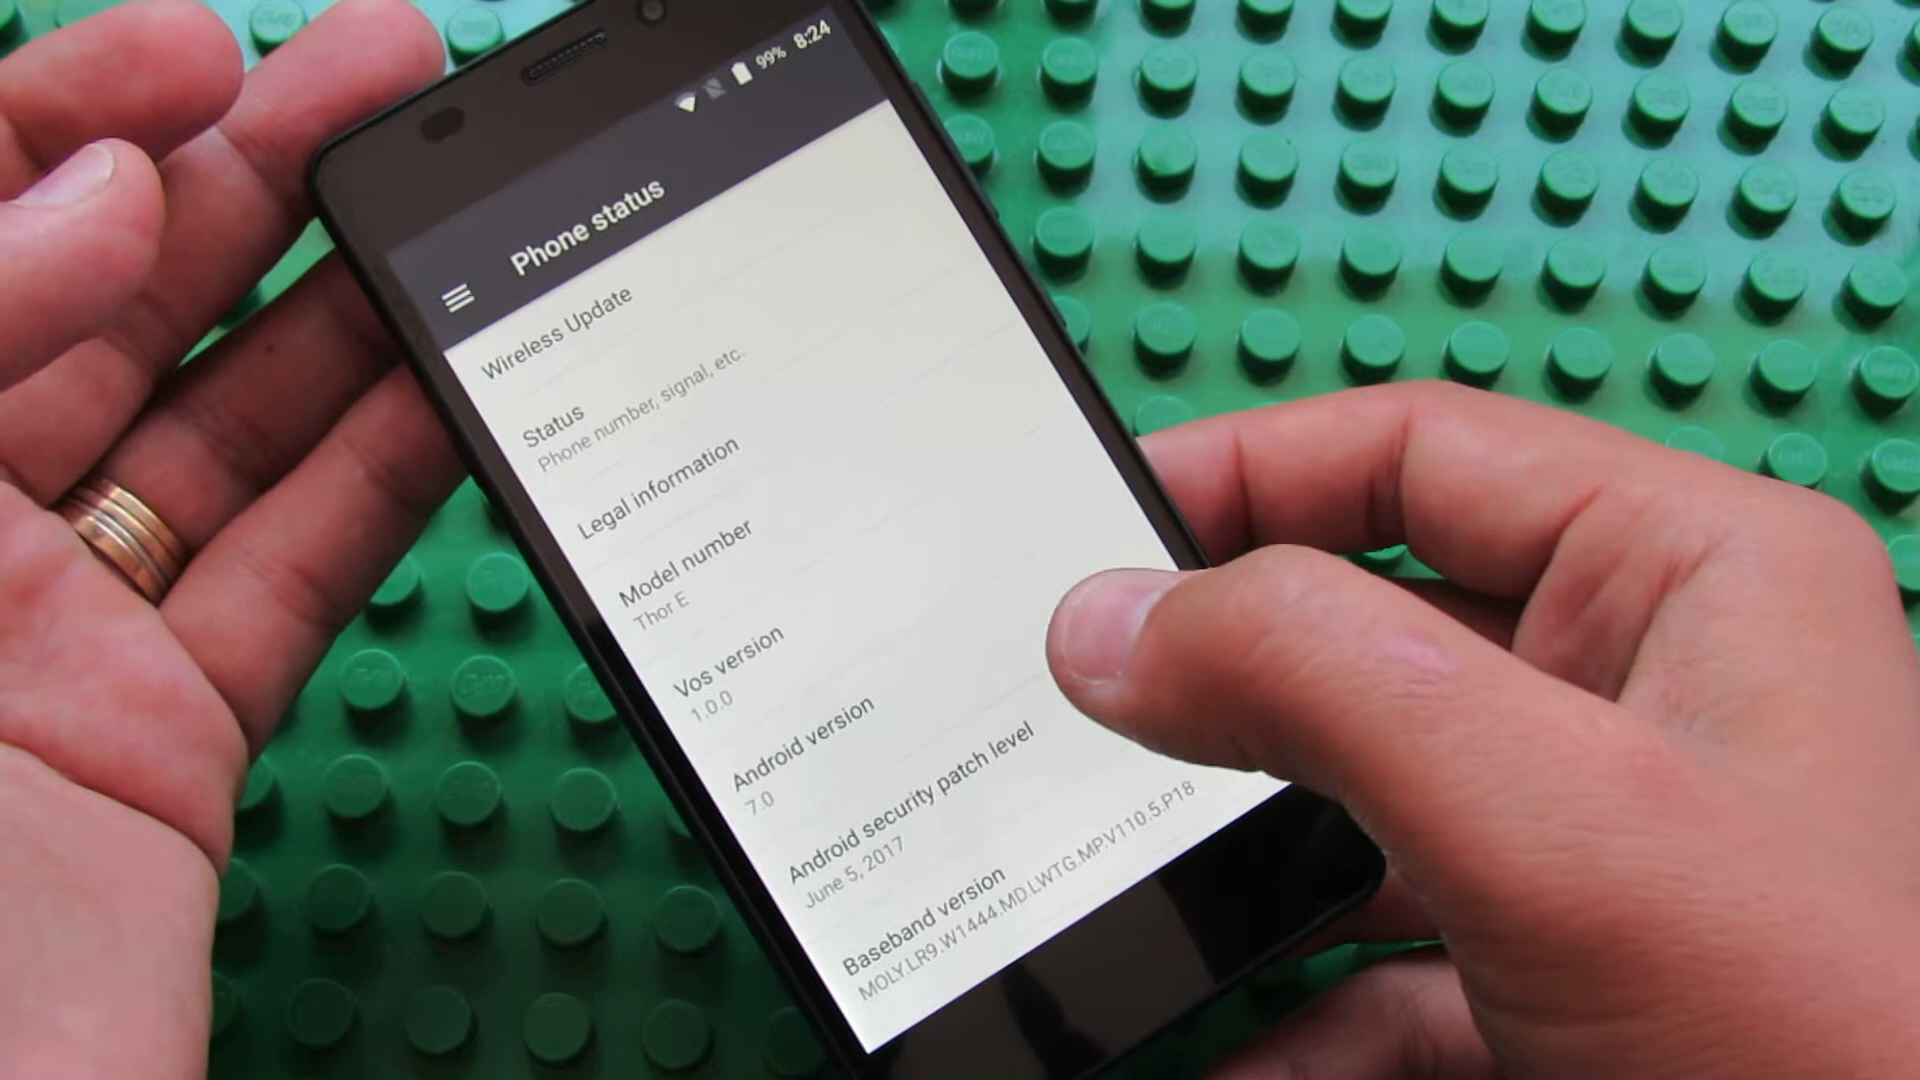 99% 8:24
Phone status
Wireless Update
Status
Phone number, signal, etc.
Legal information
Model number
Thor E
Vos version
1.0.0
Android version
7.0
Android security patch level
June 5, 2017
Baseband version
MOLY.LR9.W1444.MD.LWTG.MP.V110.5.P18